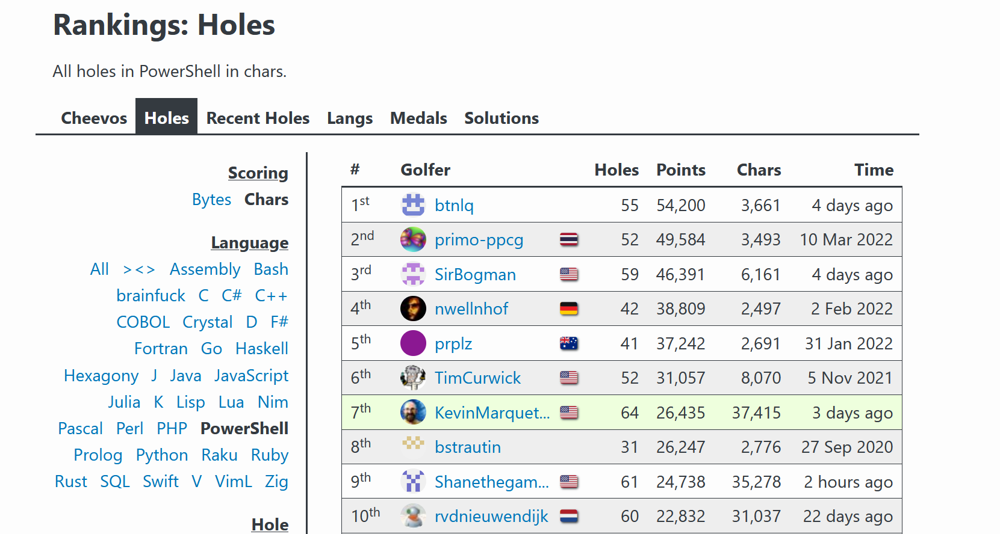 Rankings: Holes
All holes in PowerShell in chars.
Cheevos Holes Recent Holes Langs Medals Solutions
Scoring
Bytes Chars
Language
All ><> Assembly Bash
brainfuck C C# C++
COBOL Crystal D F#
Fortran Go Haskell
Hexagony J Java JavaScript
Julia K Lisp Lua Nim
Pascal Perl PHP PowerShell
Prolog Python Raku Ruby
Rust SQL Swift V VimL Zig
Hole
# Golfer Holes Points Chars Time
1st btnlq 55 54,200 3,661 4 days ago
2nd primo-ppcg 52 49,584 3,493 10 Mar 2022
3rd SirBogman 59 46,391 6,161 4 days ago
4th nwellnhof 42 38,809 2,497 2 Feb 2022
5th prplz 41 37,242 2,691 31 Jan 2022
6th TimCurwick 52 31,057 8,070 5 Nov 2021
7th KevinMarquet... 64 26,435 37,415 3 days ago
8th bstrautin 31 26,247 2,776 27 Sep 2020
9th Shanethegam... 61 24,738 35,278 2 hours ago
10th rvdnieuwendijk 60 22,832 31,037 22 days ago